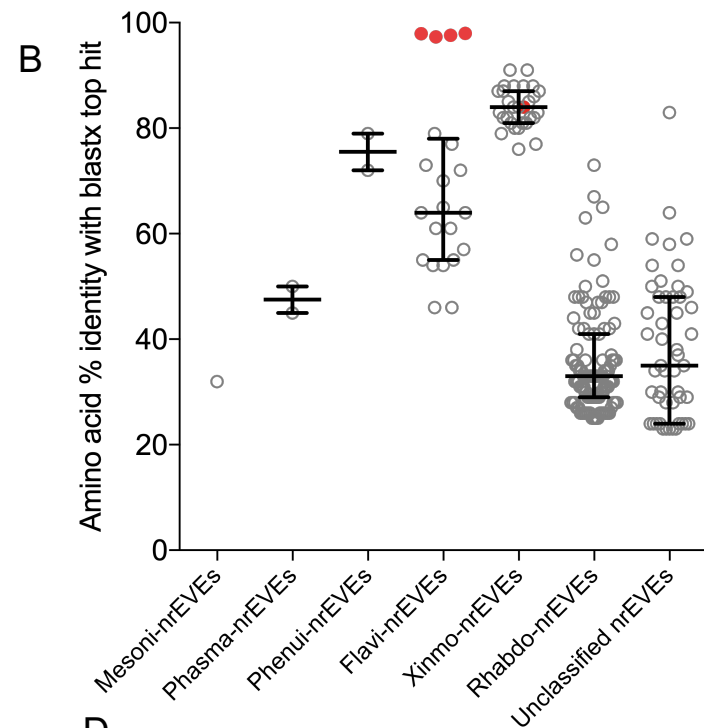 B
Amino acid % identity with blastx top hit
100
80
60
40
20
0
Mesoni-nrEVEs
Phasma-nrEVEs
Phenui-nrEVEs
Flavi-nrEVEs
Xinmo-nrEVEs
Rhabdo-nrEVEs
Unclassified nrEVEs